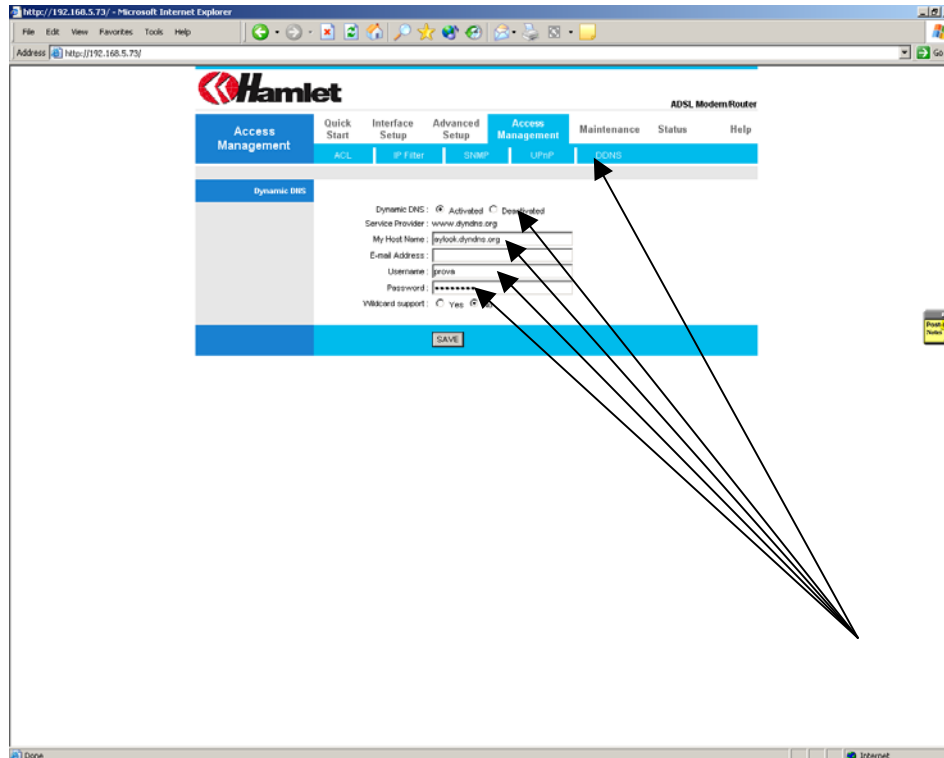 http://192.168.5.73/ - Microsoft Internet Explorer
File Edit View Favorites Tools Help
Address http://192.168.5.73/ Go
Hamlet
ADSL Modem/Router
Access Management
Quick Start
Interface Setup
Advanced Setup
Access Management
Maintenance
Status
Help
ACL IP Filter SNMP UPnP DDNS
Dynamic DNS
Dynamic DNS : Activated Deactivated
Service Provider : www.dyndns.org
My Host Name : aylook.dyndns.org
E-mail Address :
Username : prova
Password : ••••••••
Wildcard support : Yes
SAVE
Post-
Notes
Done Internet